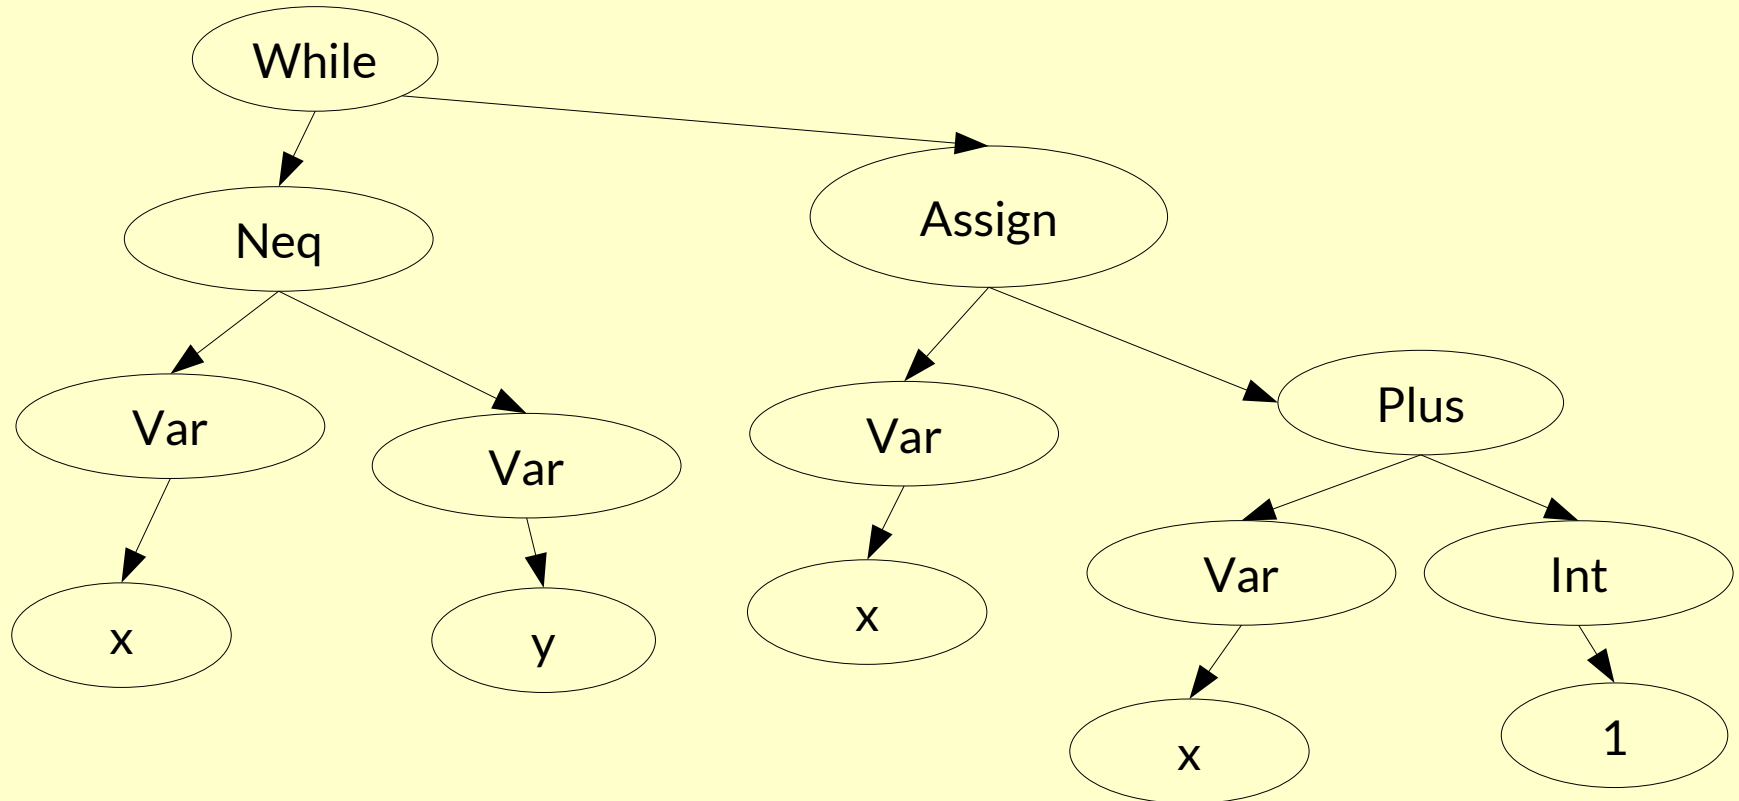 While
Neq
Assign
Var
Var
Var
Plus
x
y
x
Var
Int
x
1